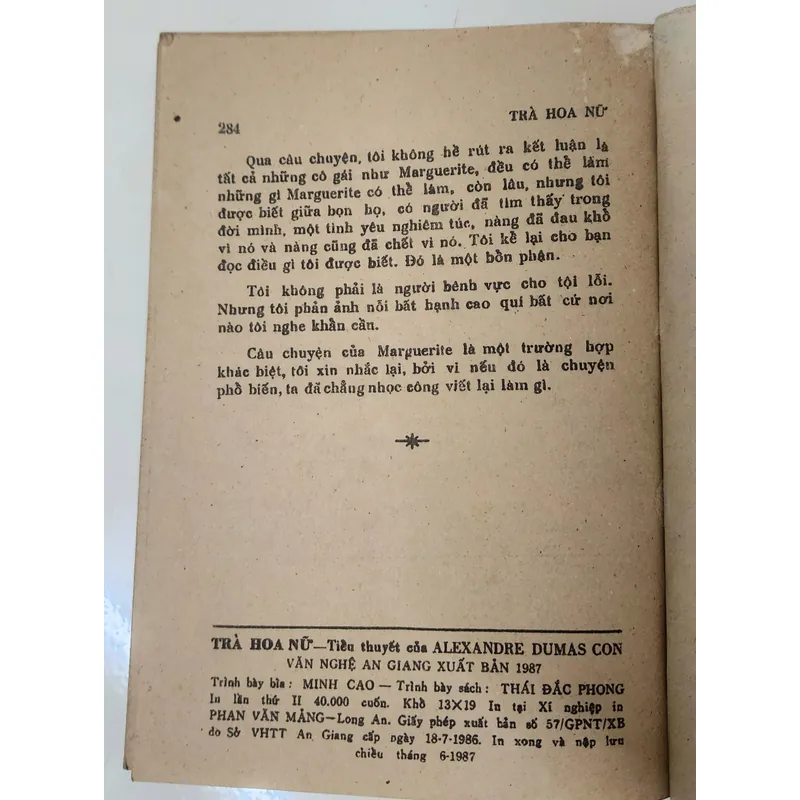 284
TRÀ HOA NỮ
Qua câu chuyện, tôi không hề rút ra kết luận là
tất cả những cô gái như Marguerite, đều có thể làm
những gì Marguerite có thể làm, còn lâu, nhưng tôi
được biết giữa bọn họ, có người đã tìm thấy trong
đời mình, một tình yêu nghiêm túc, nàng đã đau khổ
vì nó và nàng cũng đã chết vì nó. Tôi kể lại cho bạn
đọc điều gì tôi được biết. Đó là một bổn phận.
Tôi không phải là người bênh vực cho tội lỗi.
Nhưng tôi phản ảnh nỗi bất hạnh cao quí bất cứ nơi
nào tôi nghe khẩn cần.
Câu chuyện của Marguerite là một trường hợp
khác biệt, tôi xin nhắc lại, bởi vì nếu đó là chuyện
phổ biến, ta đã chẳng nhọc công viết lại làm gì.
TRÀ HOA NỮ—Tiểu thuyết của ALEXANDRE DUMAS CON
VĂN NGHỆ AN GIANG XUẤT BẢN 1987
Trình bày bìa: MINH CAO — Trình bày sách: THÁI ĐẮC PHONG
In lần thứ II 40.000 cuốn. Khổ 13×19 In tại Xí nghiệp in
PHAN VĂN MẢNG—Long An. Giấy phép xuất bản số 57/GPNT/XB
do Sở VHTT An Giang cấp ngày 18-7-1986. In xong và nộp lưu
chiểu tháng 6-1987